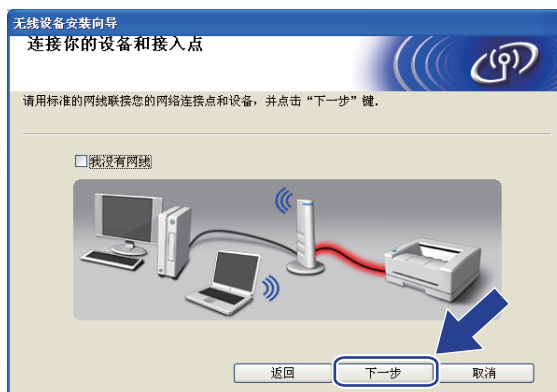 无线设备安装向导
连接你的设备和接入点
请用标准的网线联接您的网络连接点和设备，并点击“下一步”键.
我没有网线
返回
下一步
取消